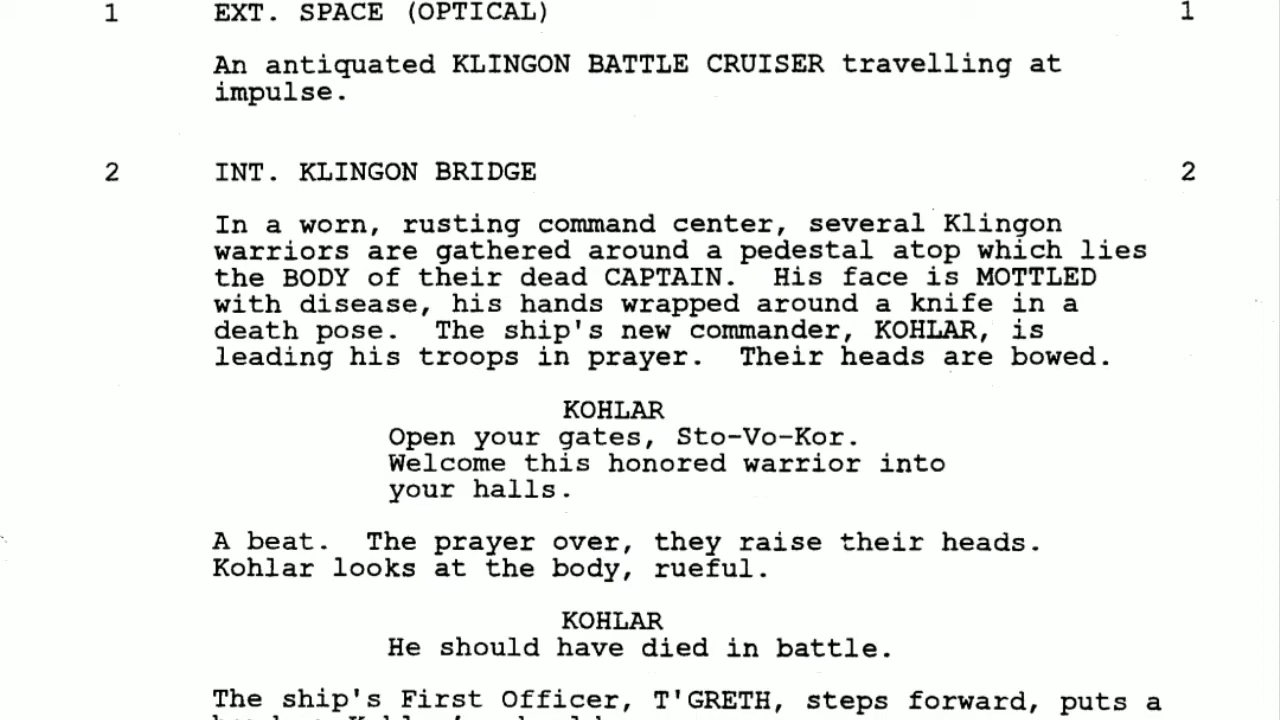 1 EXT. SPACE (OPTICAL) 1
An antiquated KLINGON BATTLE CRUISER travelling at
impulse.
2 INT. KLINGON BRIDGE 2
In a worn, rusting command center, several Klingon
warriors are gathered around a pedestal atop which lies
the BODY of their dead CAPTAIN. His face is MOTTLED
with disease, his hands wrapped around a knife in a
death pose. The ship's new commander, KOHLAR, is
leading his troops in prayer. Their heads are bowed.
KOHLAR
Open your gates, Sto-Vo-Kor.
Welcome this honored warrior into
your halls.
A beat. The prayer over, they raise their heads.
Kohlar looks at the body, rueful.
KOHLAR
He should have died in battle.
The ship's First Officer, T'GRETH, steps forward, puts a